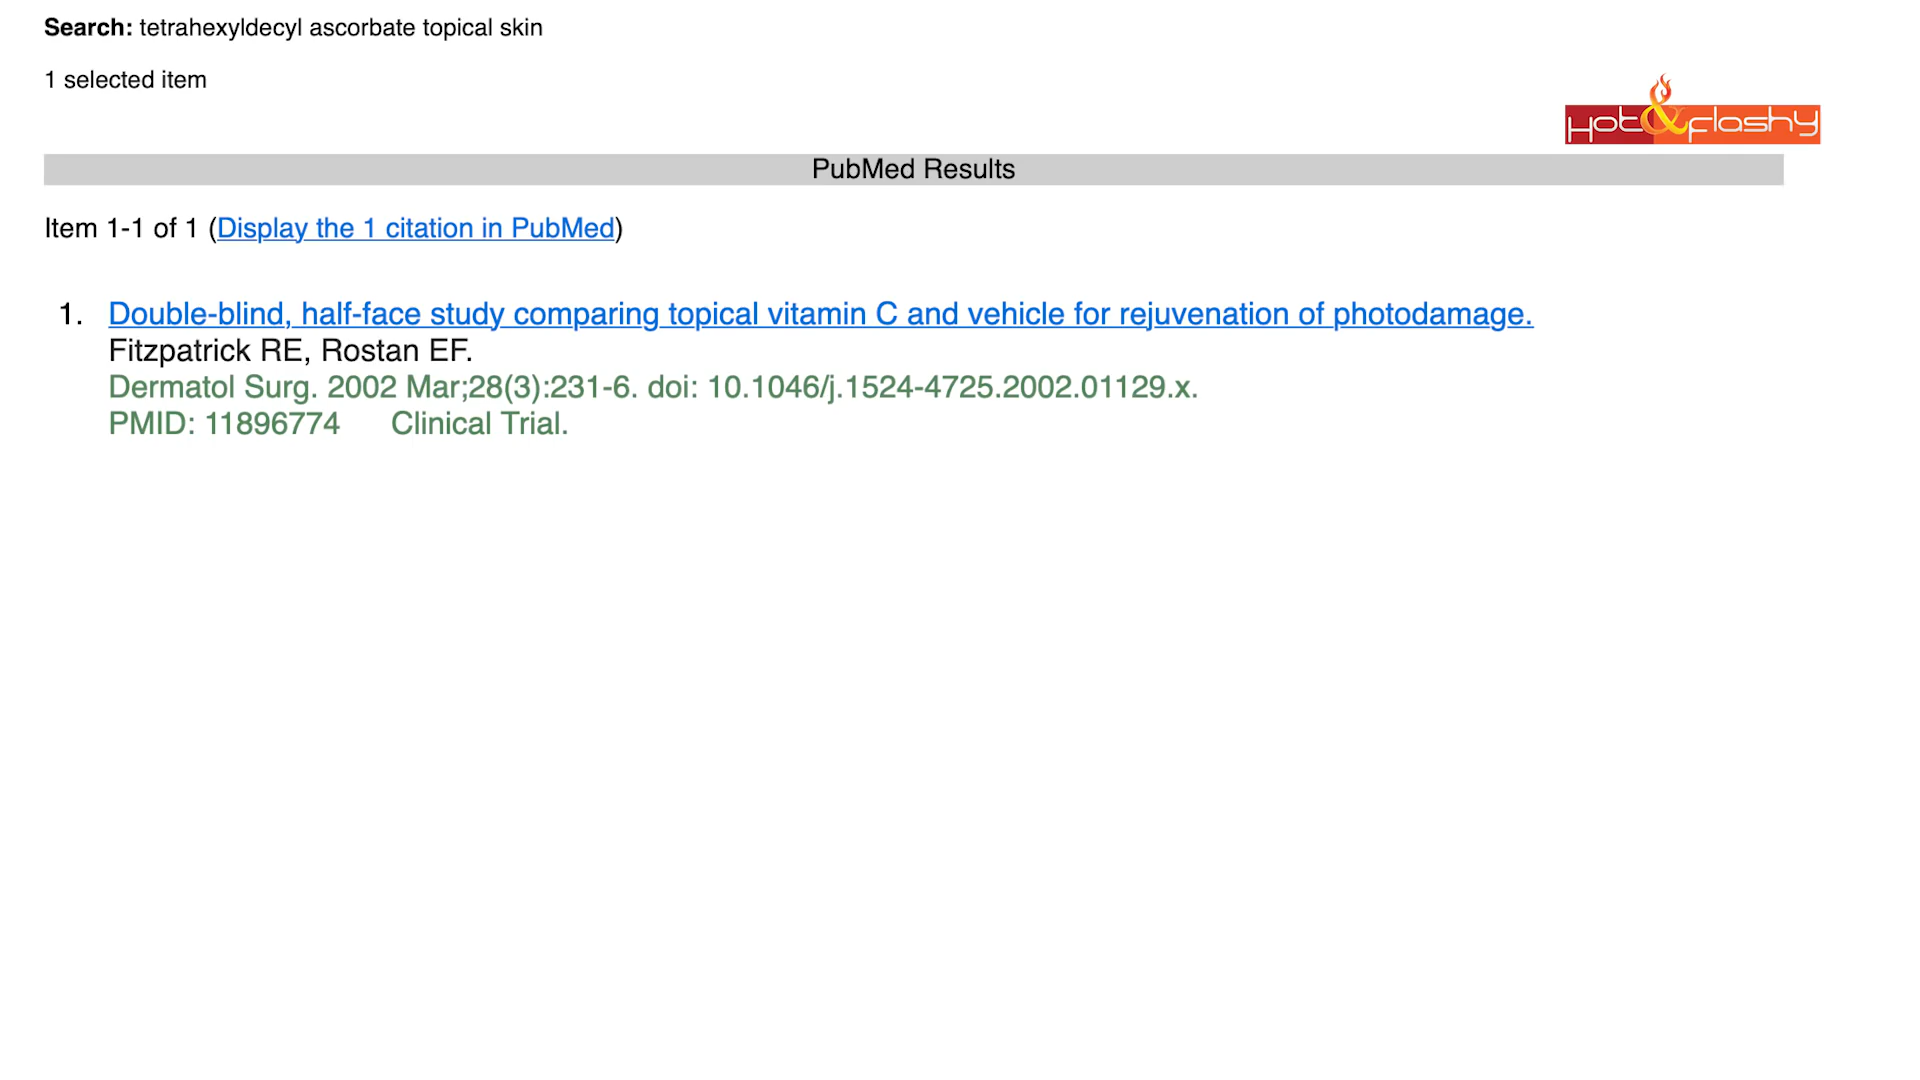 Search: tetrahexyldecyl ascorbate topical skin
1 selected item
Hot & Flashy
PubMed Results
Item 1-1 of 1 (Display the 1 citation in PubMed)
1. Double-blind, half-face study comparing topical vitamin C and vehicle for rejuvenation of photodamage.
Fitzpatrick RE, Rostan EF.
Dermatol Surg. 2002 Mar;28(3):231-6. doi: 10.1046/j.1524-4725.2002.01129.x.
PMID: 11896774 Clinical Trial.